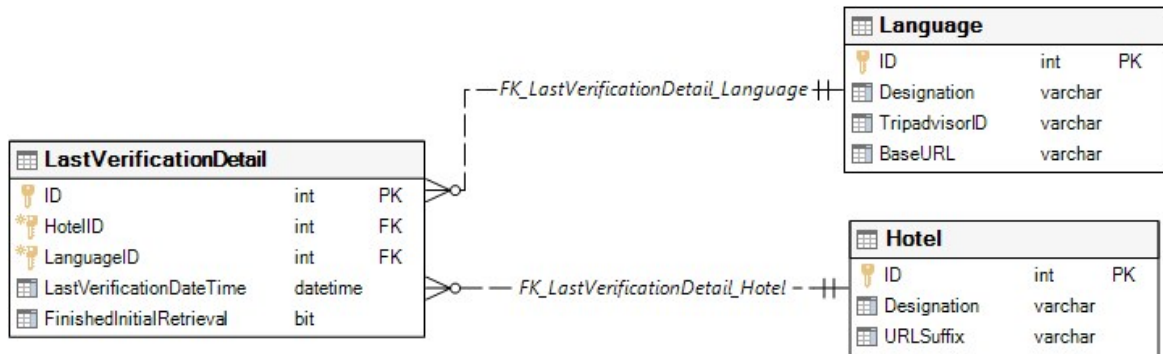 Language
ID int PK
Designation varchar
TripadvisorID varchar
BaseURL varchar
FK_LastVerificationDetail_Language
LastVerificationDetail
ID int PK
HotelID int FK
LanguageID int FK
LastVerificationDateTime datetime
FinishedInitialRetrieval bit
FK_LastVerificationDetail_Hotel
Hotel
ID int PK
Designation varchar
URLSuffix varchar